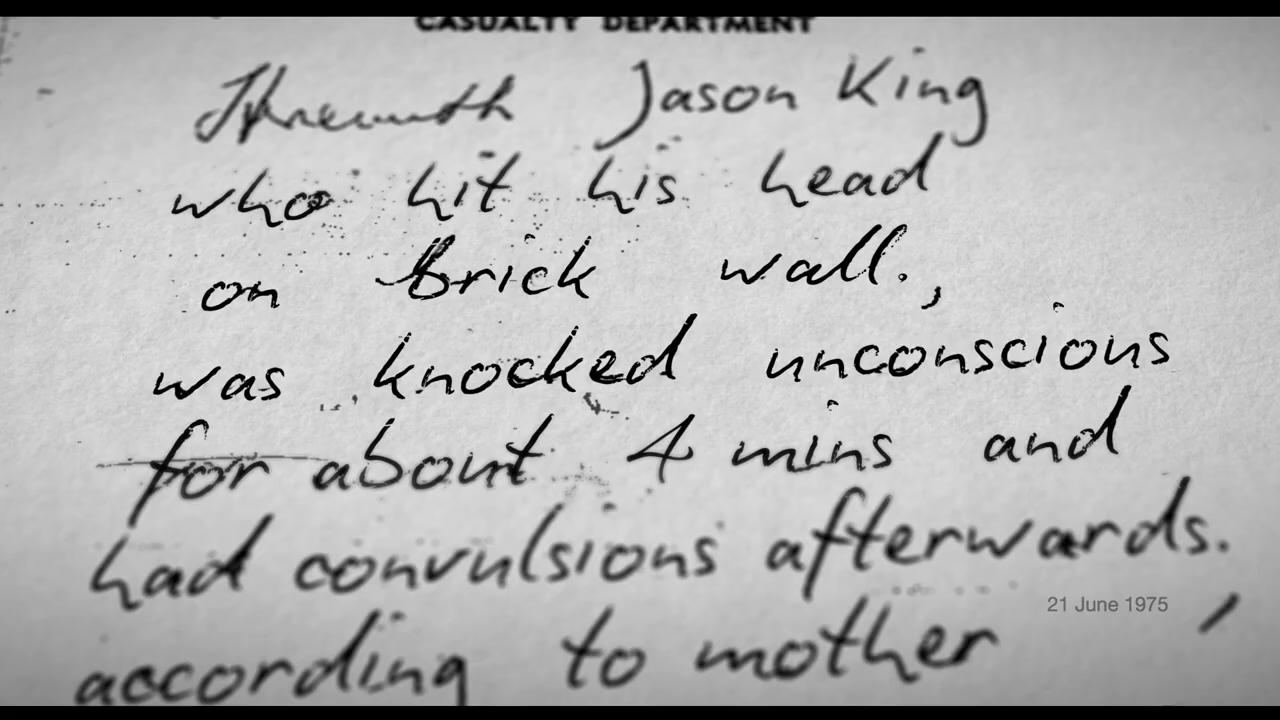 CASUALTY DEPARTMENT
Jason King
who hit his head
on brick wall.,
was knocked unconscious
for about 4 mins and
had convulsions afterwards.
21 June 1975
according to mother